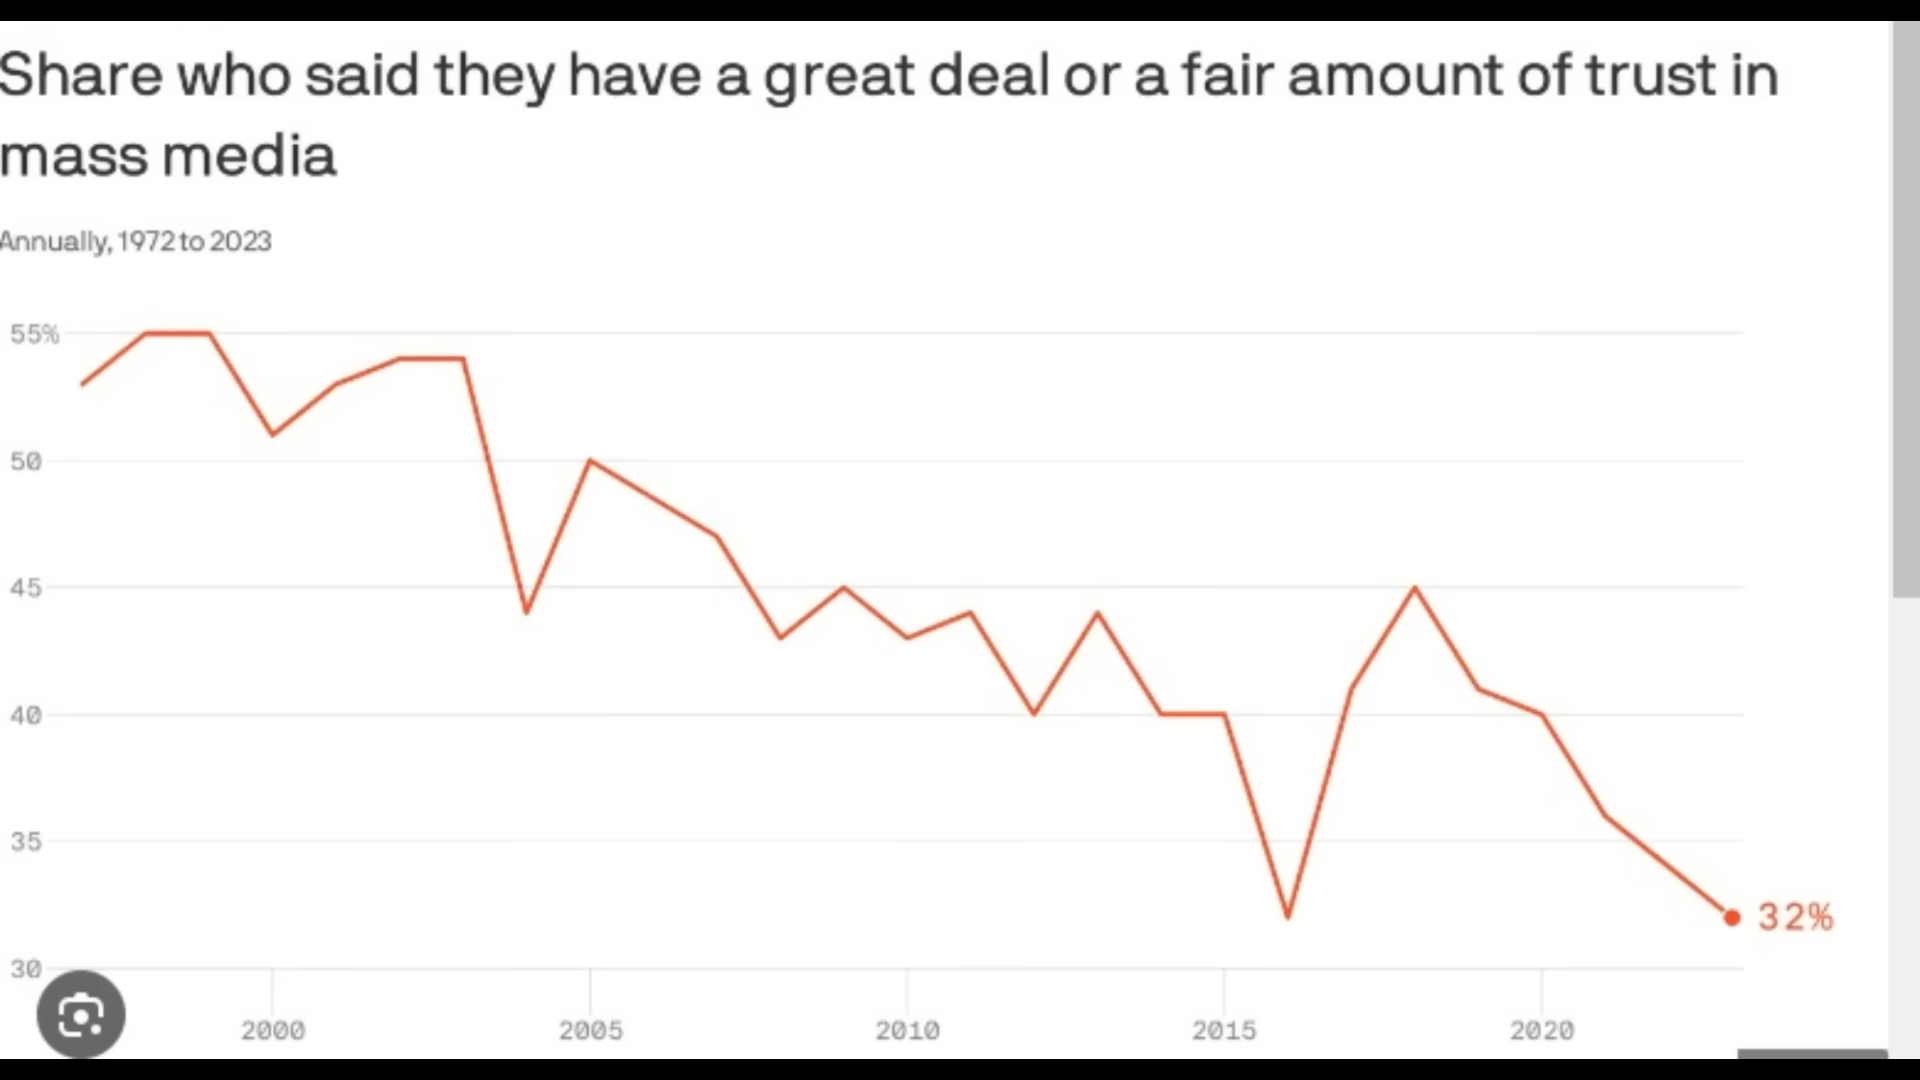 Share who said they have a great deal or a fair amount of trust in
mass media
Annually, 1972 to 2023
55%
50
45
40
35
32%
30
2000 2005 2010 2015 2020